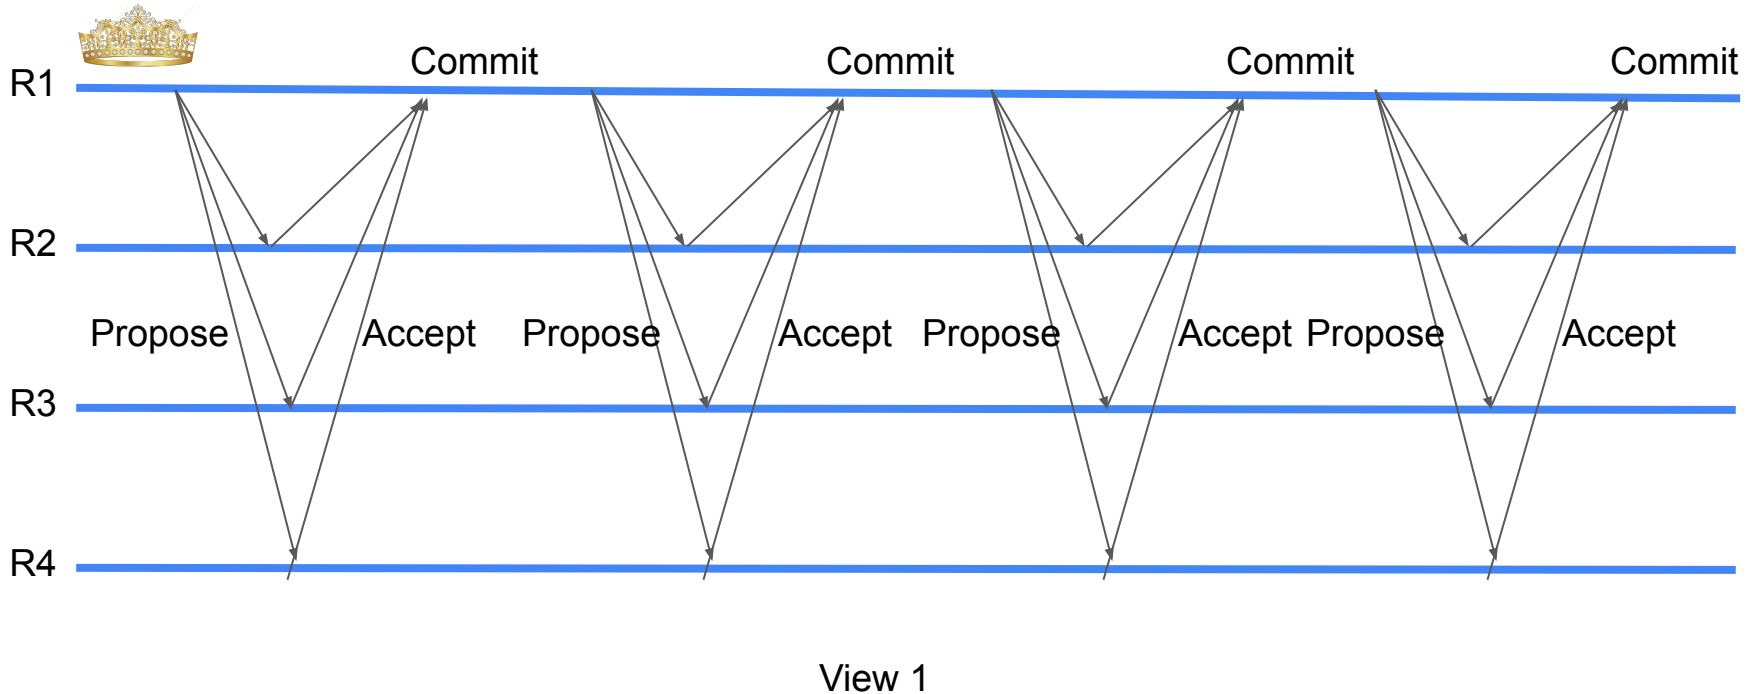 Commit Commit Commit Commit
R1
R2
Propose Accept Propose Accept Propose Accept Propose Accept
R3
R4
View 1